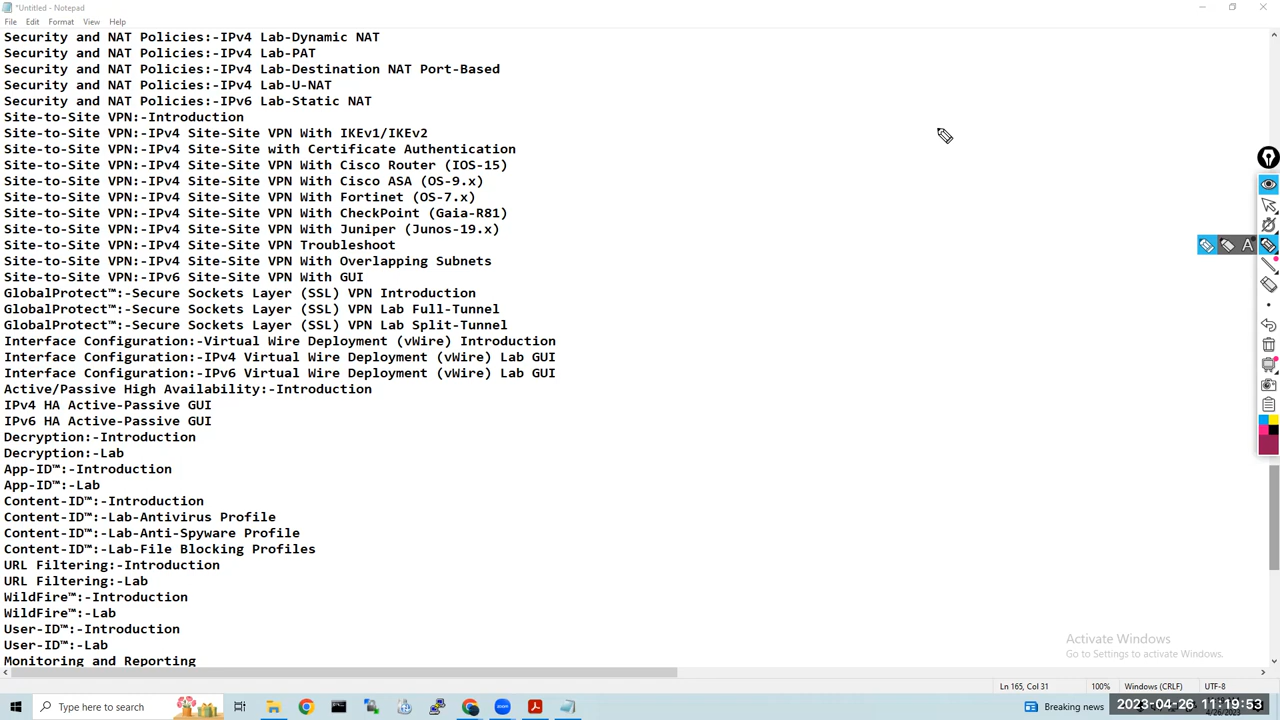 *Untitled - Notepad
File Edit Format View Help
Security and NAT Policies:-IPv4 Lab-Dynamic NAT
Security and NAT Policies:-IPv4 Lab-PAT
Security and NAT Policies:-IPv4 Lab-Destination NAT Port-Based
Security and NAT Policies:-IPv4 Lab-U-NAT
Security and NAT Policies:-IPv6 Lab-Static NAT
Site-to-Site VPN:-Introduction
Site-to-Site VPN:-IPv4 Site-Site VPN With IKEv1/IKEv2
Site-to-Site VPN:-IPv4 Site-Site with Certificate Authentication
Site-to-Site VPN:-IPv4 Site-Site VPN With Cisco Router (IOS-15)
Site-to-Site VPN:-IPv4 Site-Site VPN With Cisco ASA (OS-9.x)
Site-to-Site VPN:-IPv4 Site-Site VPN With Fortinet (OS-7.x)
Site-to-Site VPN:-IPv4 Site-Site VPN With CheckPoint (Gaia-R81)
Site-to-Site VPN:-IPv4 Site-Site VPN With Juniper (Junos-19.x)
Site-to-Site VPN:-IPv4 Site-Site VPN Troubleshoot
Site-to-Site VPN:-IPv4 Site-Site VPN With Overlapping Subnets
Site-to-Site VPN:-IPv6 Site-Site VPN With GUI
GlobalProtect™:-Secure Sockets Layer (SSL) VPN Introduction
GlobalProtect™:-Secure Sockets Layer (SSL) VPN Lab Full-Tunnel
GlobalProtect™:-Secure Sockets Layer (SSL) VPN Lab Split-Tunnel
Interface Configuration:-Virtual Wire Deployment (vWire) Introduction
Interface Configuration:-IPv4 Virtual Wire Deployment (vWire) Lab GUI
Interface Configuration:-IPv6 Virtual Wire Deployment (vWire) Lab GUI
Active/Passive High Availability:-Introduction
IPv4 HA Active-Passive GUI
IPv6 HA Active-Passive GUI
Decryption:-Introduction
Decryption:-Lab
App-ID™:-Introduction
App-ID™:-Lab
Content-ID™:-Introduction
Content-ID™:-Lab-Antivirus Profile
Content-ID™:-Lab-Anti-Spyware Profile
Content-ID™:-Lab-File Blocking Profiles
URL Filtering:-Introduction
URL Filtering:-Lab
WildFire™:-Introduction
WildFire™:-Lab
User-ID™:-Introduction
User-ID™:-Lab
Monitoring and Reporting
A
Activate Windows
Go to Settings to activate Windows.
Ln 165, Col 31 100% Windows (CRLF) UTF-8
Type here to search
zoom
Breaking news
2023-04-26 11:19:53